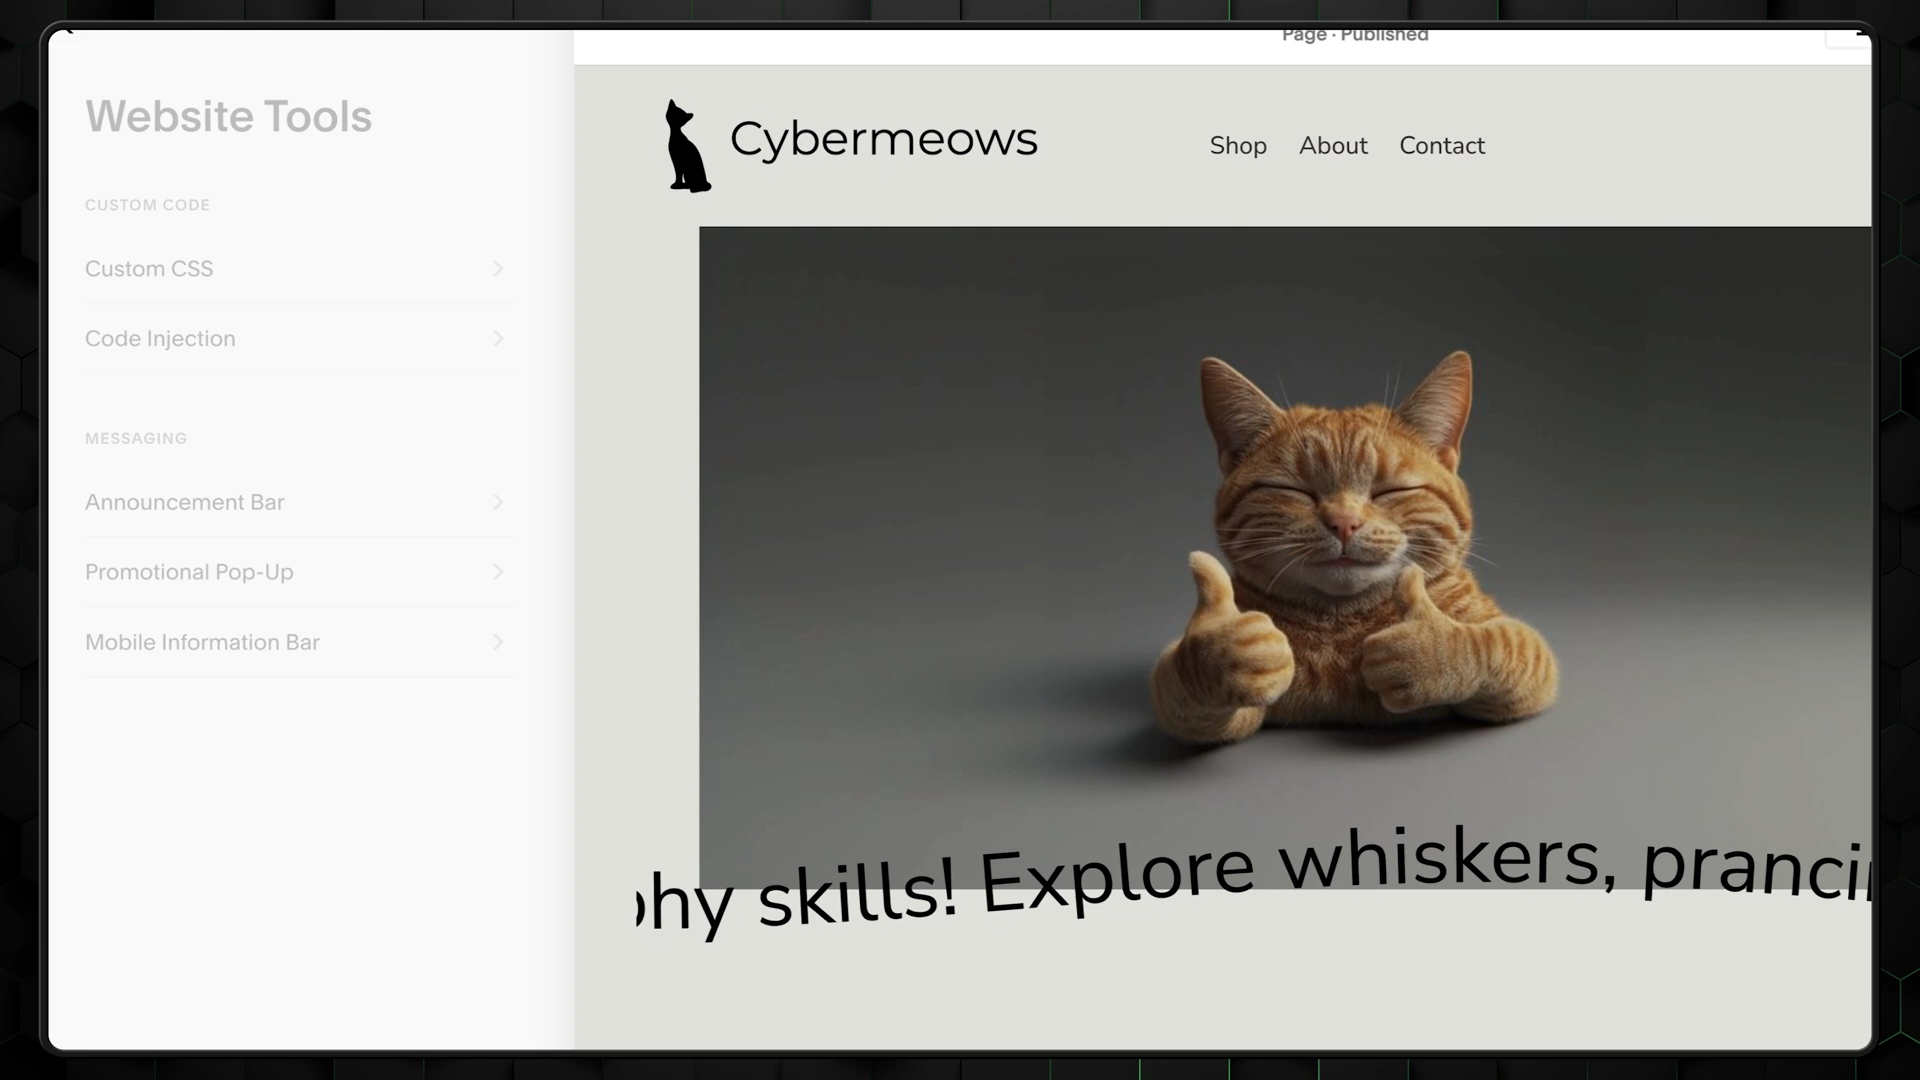 Website Tools
CUSTOM CODE
Custom CSS
Code Injection
MESSAGING
Announcement Bar
Promotional Pop-Up
Mobile Information Bar
Page · Published
Cybermeows
Shop About Contact
skills! Explore whiskers,